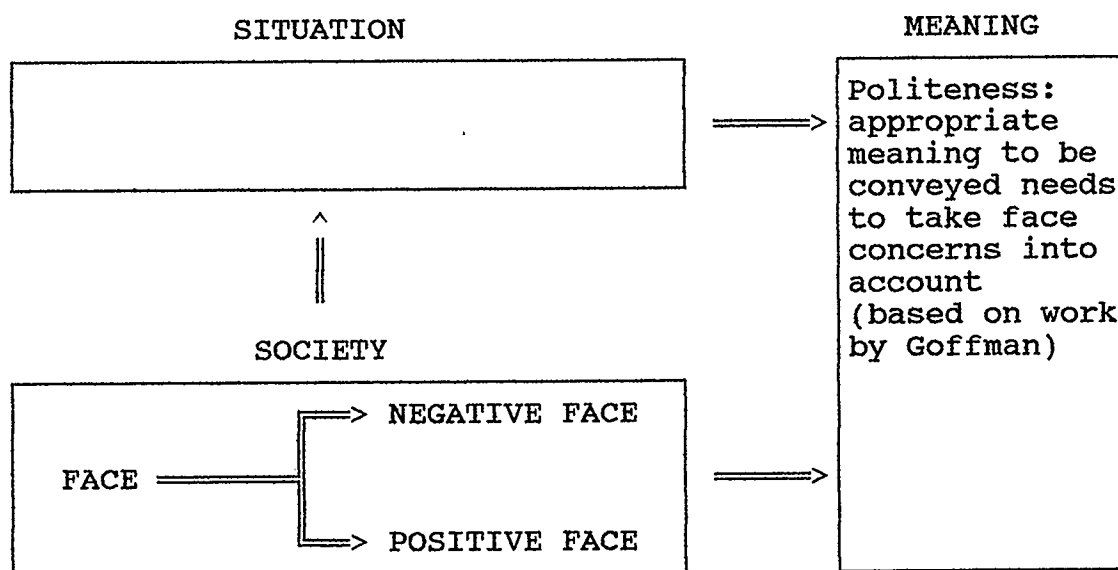 SITUATION
MEANING
Politeness:
appropriate
meaning to be
conveyed needs
to take face
concerns into
account
(based on work
by Goffman)
SOCIETY
NEGATIVE FACE
FACE
POSITIVE FACE